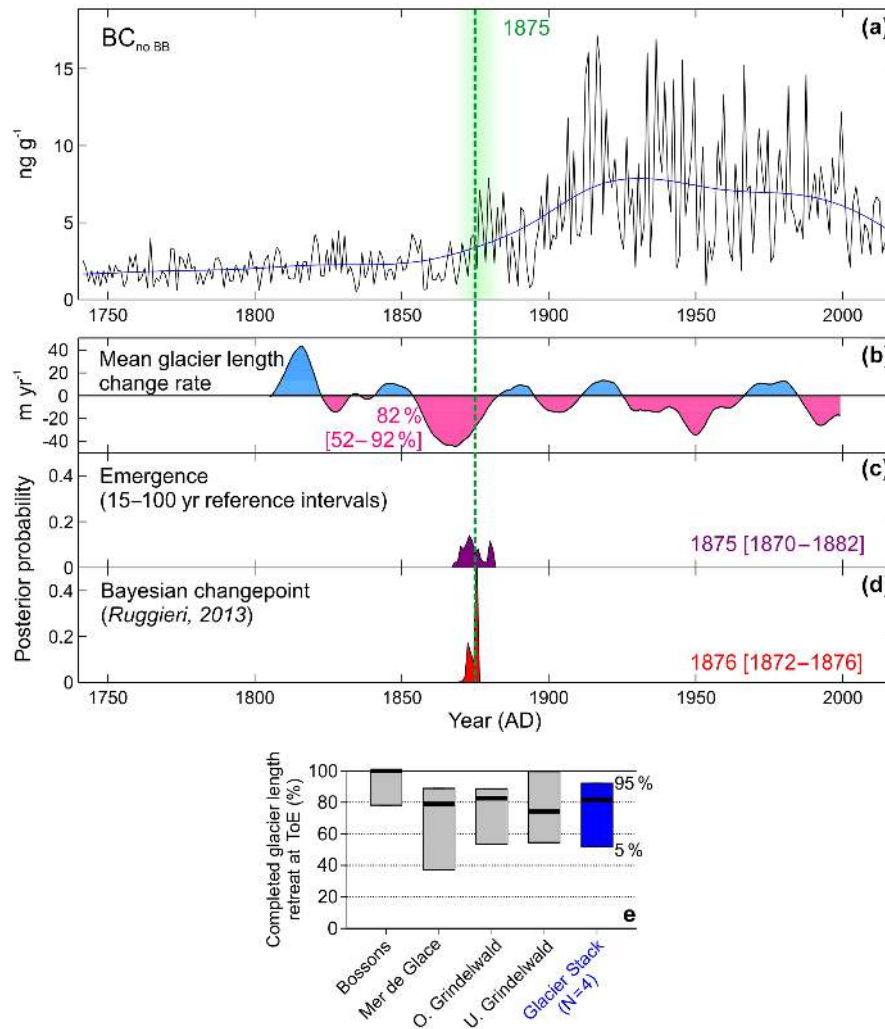 (a)
BC no BB
1875
ng g⁻¹
15
10
5
0
1750 1800 1850 1900 1950 2000
(b)
Mean glacier length
change rate
m yr⁻¹
40
20
0
-20
-40
82 %
[52–92 %]
(c)
Emergence
(15–100 yr reference intervals)
0.4
0.2
0
1875 [1870–1882]
Posterior probability
(d)
Bayesian changepoint
(Ruggieri, 2013)
0.4
0.2
0
1876 [1872–1876]
1750 1800 1850 1900 1950 2000
Year (AD)
Completed glacier length
retreat at ToE (%)
100
80
60
40
20
0
95 %
5 %
e
Bossons
Mer de Glace
O. Grindelwald
U. Grindelwald
Glacier Stack
(N=4)